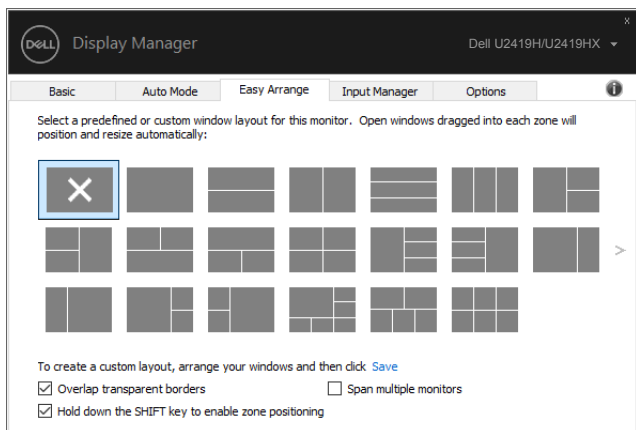 x
DELL Display Manager Dell U2419H/U2419HX
Basic Auto Mode Easy Arrange Input Manager Options
Select a predefined or custom window layout for this monitor. Open windows dragged into each zone will
position and resize automatically:
To create a custom layout, arrange your windows and then click Save
Overlap transparent borders Span multiple monitors
Hold down the SHIFT key to enable zone positioning